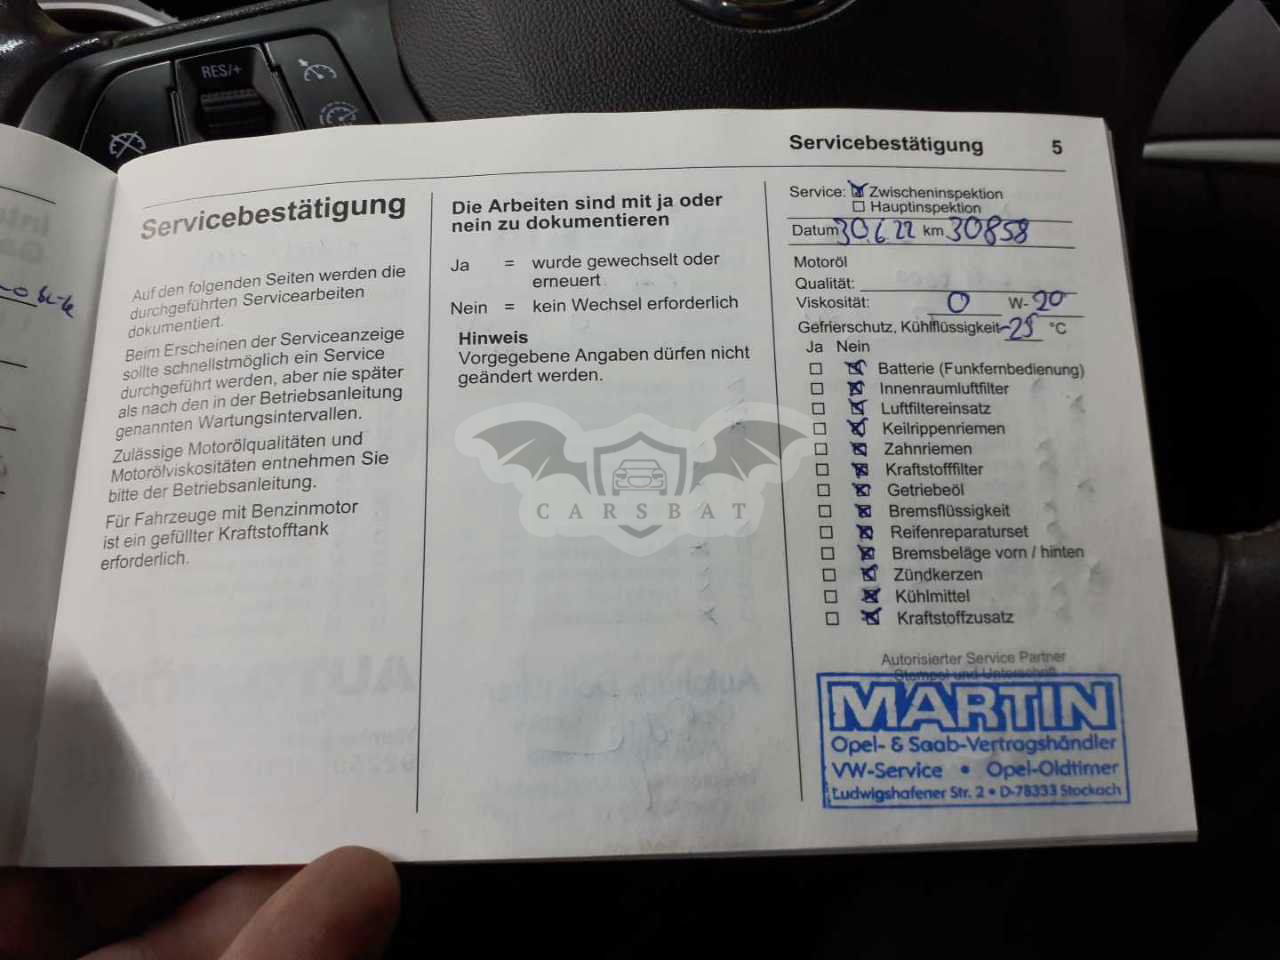 RES/+
Servicebestätigung 5
Servicebestätigung
Auf den folgenden Seiten werden die
durchgeführten Servicearbeiten
dokumentiert.
Beim Erscheinen der Serviceanzeige
sollte schnellstmöglich ein Service
durchgeführt werden, aber nie später
als nach den in der Betriebsanleitung
genannten Wartungsintervallen.
Zulässige Motorölqualitäten und
Motorölviskositäten entnehmen Sie
bitte der Betriebsanleitung.
Für Fahrzeuge mit Benzinmotor
ist ein gefüllter Kraftstofftank
erforderlich.
Die Arbeiten sind mit ja oder
nein zu dokumentieren
Ja = wurde gewechselt oder
erneuert
Nein = kein Wechsel erforderlich
Hinweis
Vorgegebene Angaben dürfen nicht
geändert werden.
CARSBAT
Service: Zwischeninspektion
Hauptinspektion
Datum 30.6.22 km 30858
Motoröl
Qualität:
Viskosität: 0 W- 20
Gefrierschutz, Kühlflüssigkeit -25 °C
Ja Nein
Batterie (Funkfernbedienung)
Innenraumluftfilter
Luftfiltereinsatz
Keilrippenriemen
Zahnriemen
Kraftstofffilter
Getriebeöl
Bremsflüssigkeit
Reifenreparaturset
Bremsbeläge vorn / hinten
Zündkerzen
Kühlmittel
Kraftstoffzusatz
Autorisierter Service Partner
Stempel und Unterschrift
MARTIN
Opel- & Saab-Vertragshändler
VW-Service • Opel-Oldtimer
Ludwigshafener Str. 2 • D-78333 Stockach